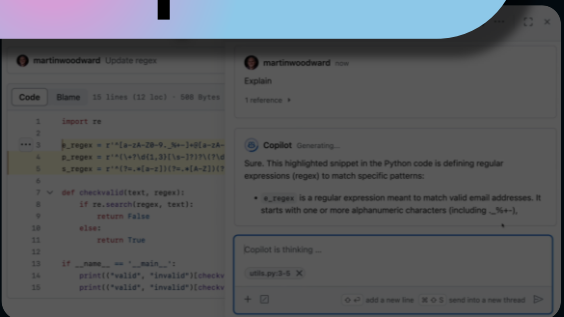 martinwoodward Update regex
Code Blame 15 lines (12 loc) · 500 Bytes
1 import re
2
3 e_regex = r'^[a-zA-Z0-9._%+-]+@[a-zA-
4 p_regex = r'^(\+?\d{1,3}[\s-]?)?(\d
5 s_regex = r'^(?=.*[a-z])(?=.*[A-Z])(?
6
7 def checkvalid(text, regex):
8 if re.search(regex, text):
9 return False
10 else:
11 return True
12
13 if __name__ == '__main__':
14 print(("valid", "invalid")[check
15 print(("valid", "invalid")[check
martinwoodward now
Explain
1 reference
Copilot Generating...
Sure. This highlighted snippet in the Python code is defining regular
expressions (regex) to match specific patterns:
• e_regex is a regular expression meant to match valid email addresses. It
starts with one or more alphanumeric characters (including ._%+-),
Copilot is thinking ...
utils.py:3-5
add a new line send into a new thread